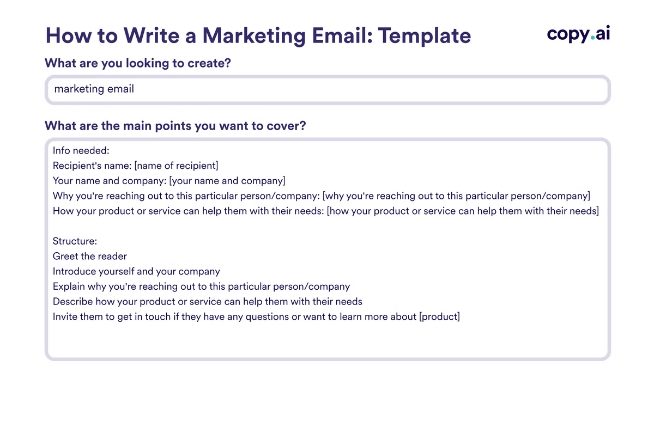 How to Write a Marketing Email: Template
copy.ai
What are you looking to create?
marketing email
What are the main points you want to cover?
Info needed:
Recipient's name: [name of recipient]
Your name and company: [your name and company]
Why you're reaching out to this particular person/company: [why you're reaching out to this particular person/company]
How your product or service can help them with their needs: [how your product or service can help them with their needs]
Structure:
Greet the reader
Introduce yourself and your company
Explain why you're reaching out to this particular person/company
Describe how your product or service can help them with their needs
Invite them to get in touch if they have any questions or want to learn more about [product]